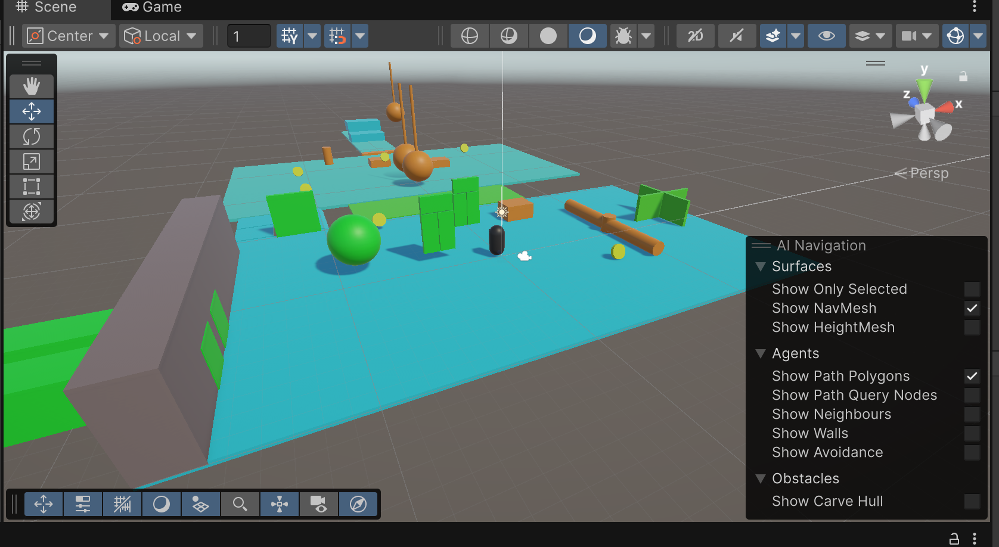 Scene
Game
Center
Local
1
2D
y
z
x
Persp
AI Navigation
Surfaces
Show Only Selected
Show NavMesh
Show HeightMesh
Agents
Show Path Polygons
Show Path Query Nodes
Show Neighbours
Show Walls
Show Avoidance
Obstacles
Show Carve Hull